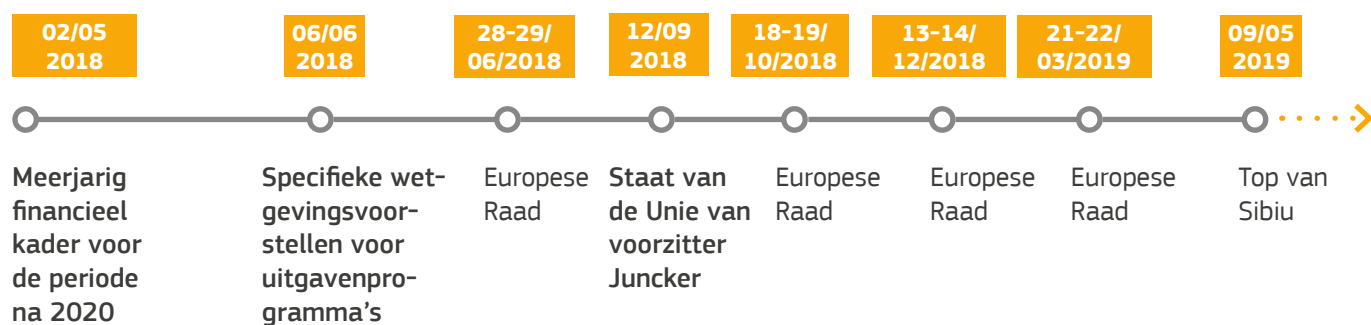 02/05
2018
06/06
2018
28-29/
06/2018
12/09
2018
18-19/
10/2018
13-14/
12/2018
21-22/
03/2019
09/05
2019
Meerjarig
financieel
kader voor
de periode
na 2020
Specifieke wet-
gevingsvoor-
stellen voor
uitgavenpro-
gramma's
Europese
Raad
Staat van
de Unie van
voorzitter
Juncker
Europese
Raad
Europese
Raad
Europese
Raad
Top van
Sibiu